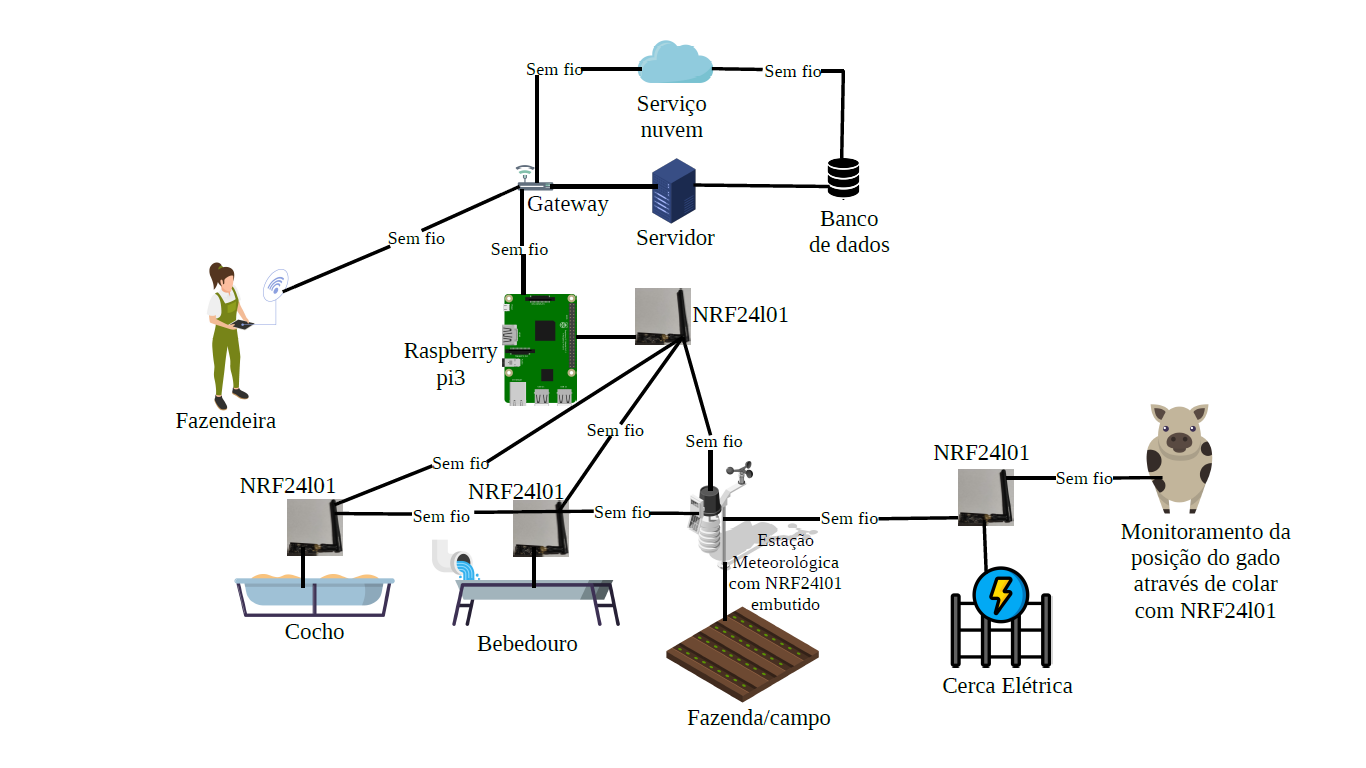 Sem fio
Sem fio
Serviço
nuvem
Gateway
Servidor
Banco
de dados
Sem fio
Sem fio
NRF24l01
Raspberry
pi3
Fazendeira
Sem fio
Sem fio
Sem fio
NRF24l01
NRF24l01
NRF24l01
Sem fio
Sem fio
Sem fio
Sem fio
Sem fio
Estação
Meteorológica
com NRF24l01
embutido
Monitoramento da
posição do gado
através de colar
com NRF24l01
Cocho
Bebedouro
Cerca Elétrica
Fazenda/campo